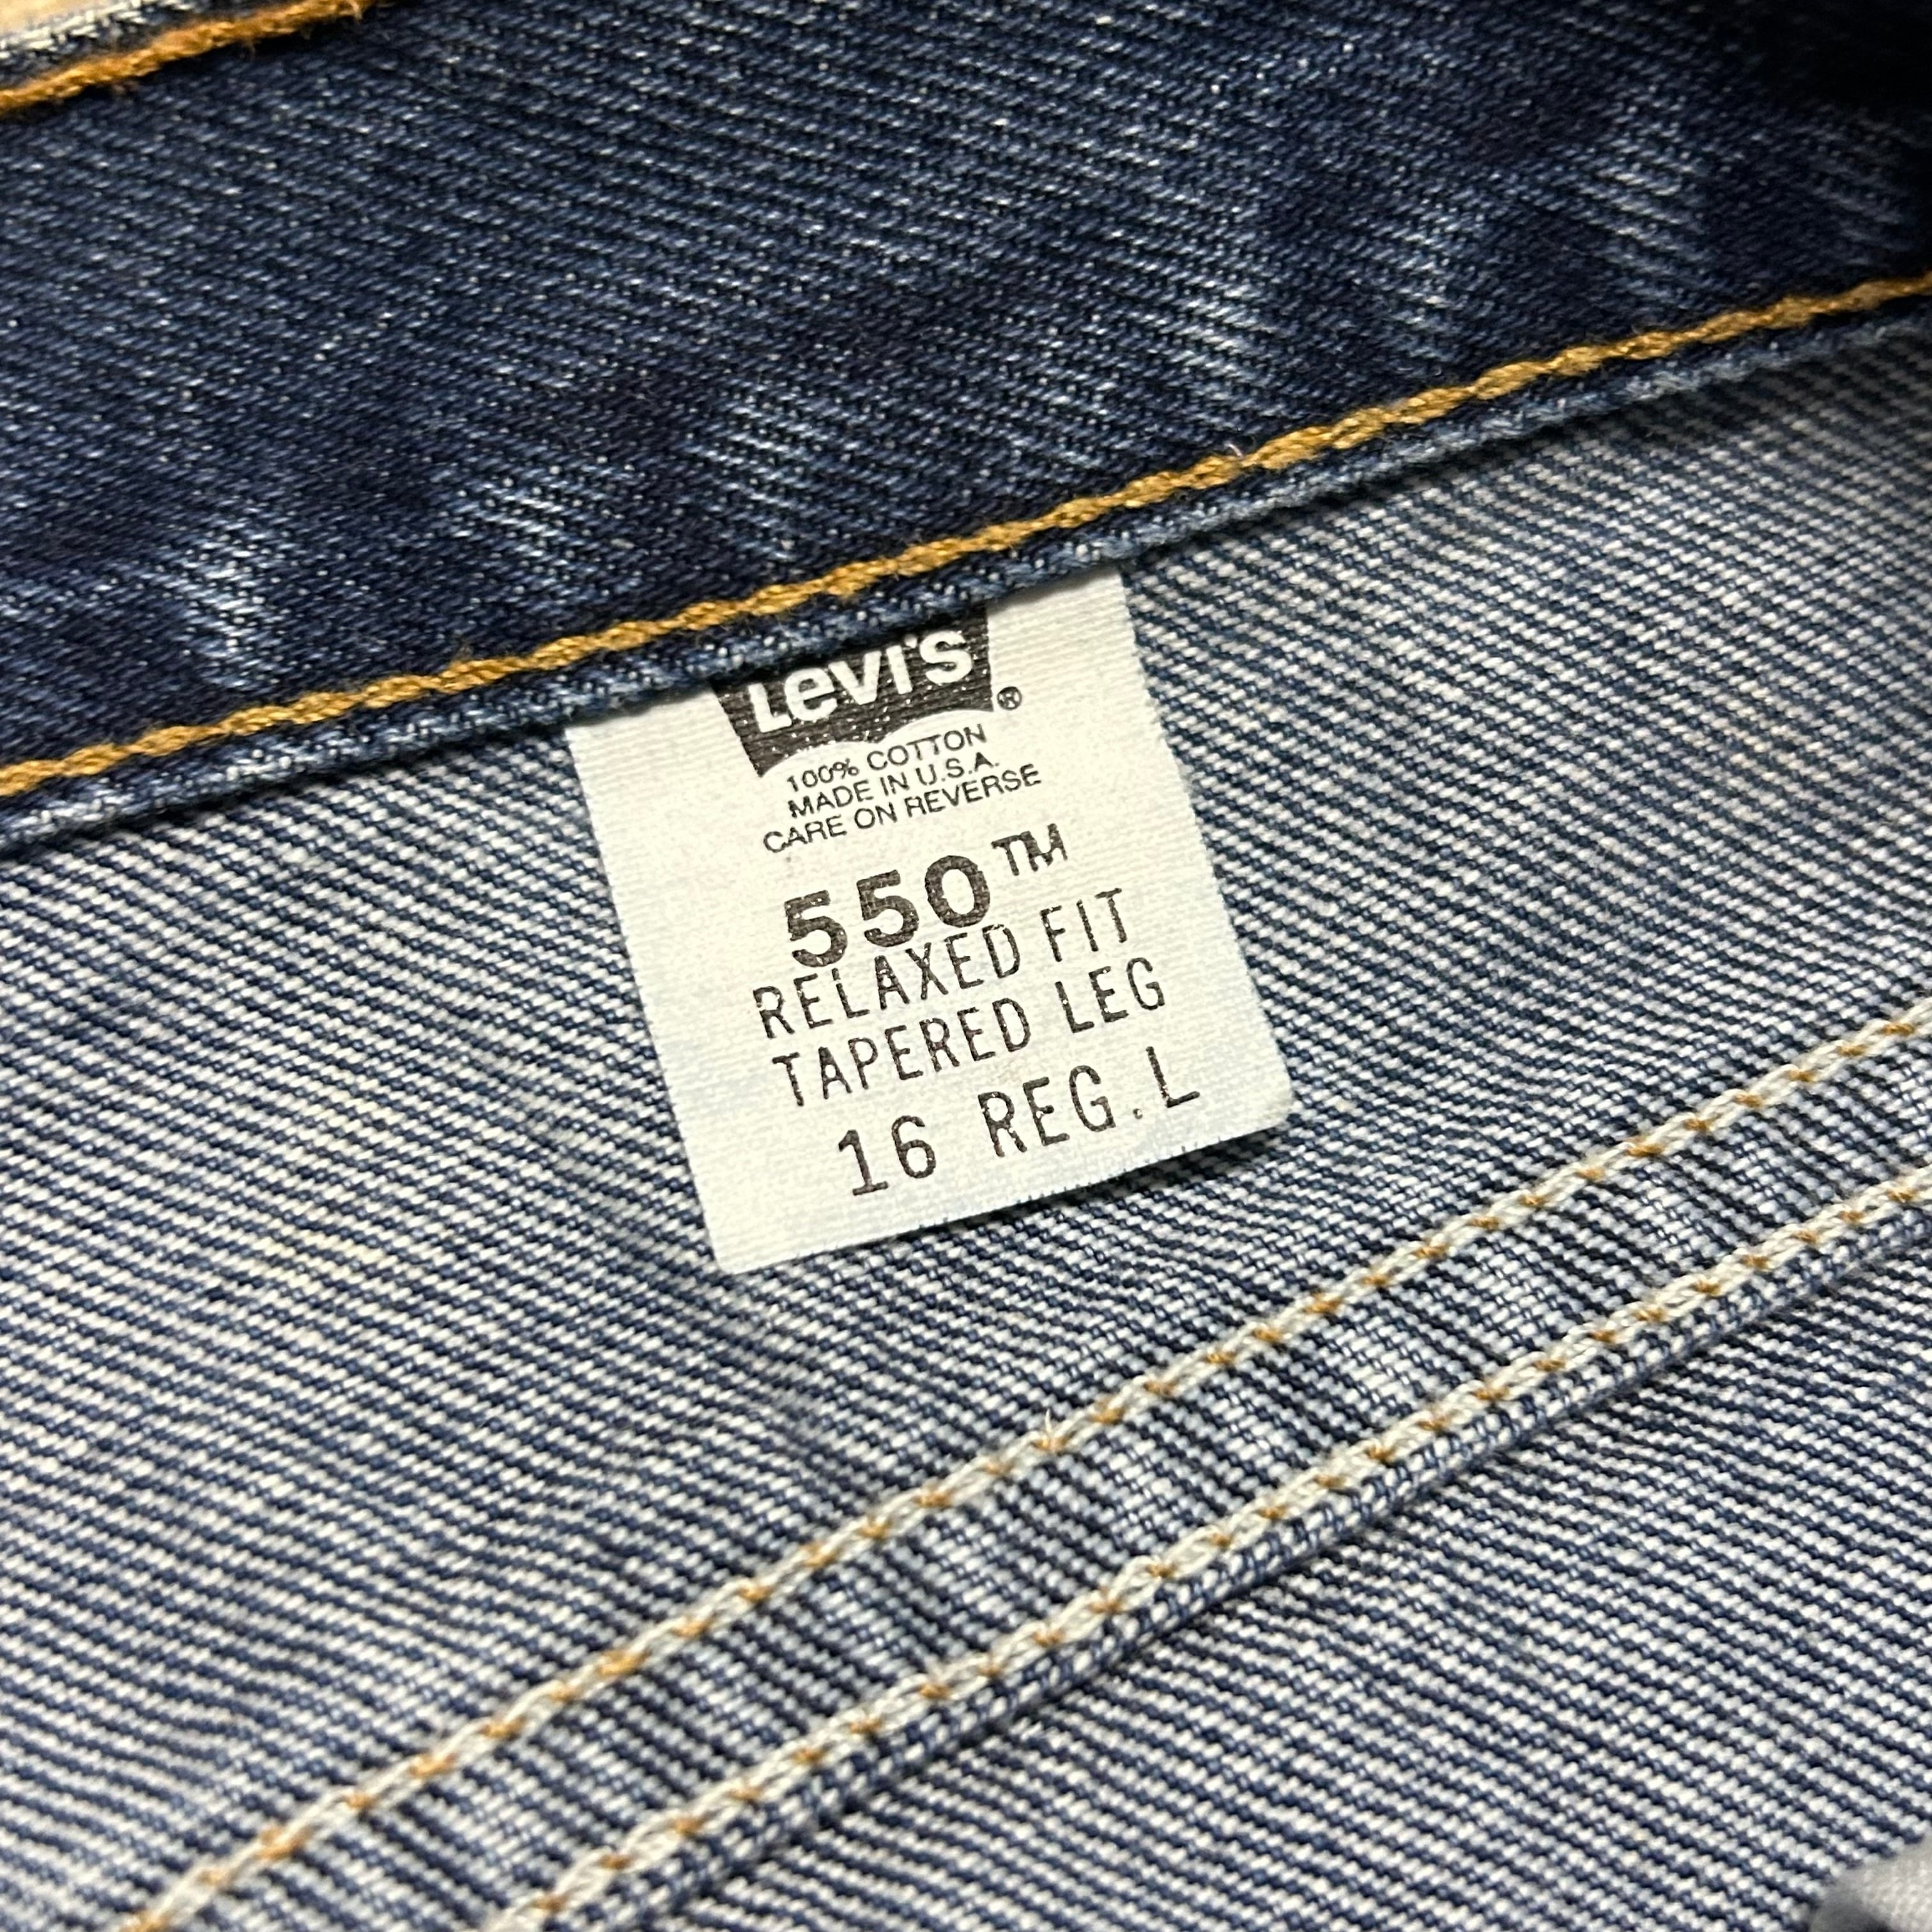 Levi's®
100% COTTON
MADE IN U.S.A.
CARE ON REVERSE
550™
RELAXED FIT
TAPERED LEG
16 REG.L